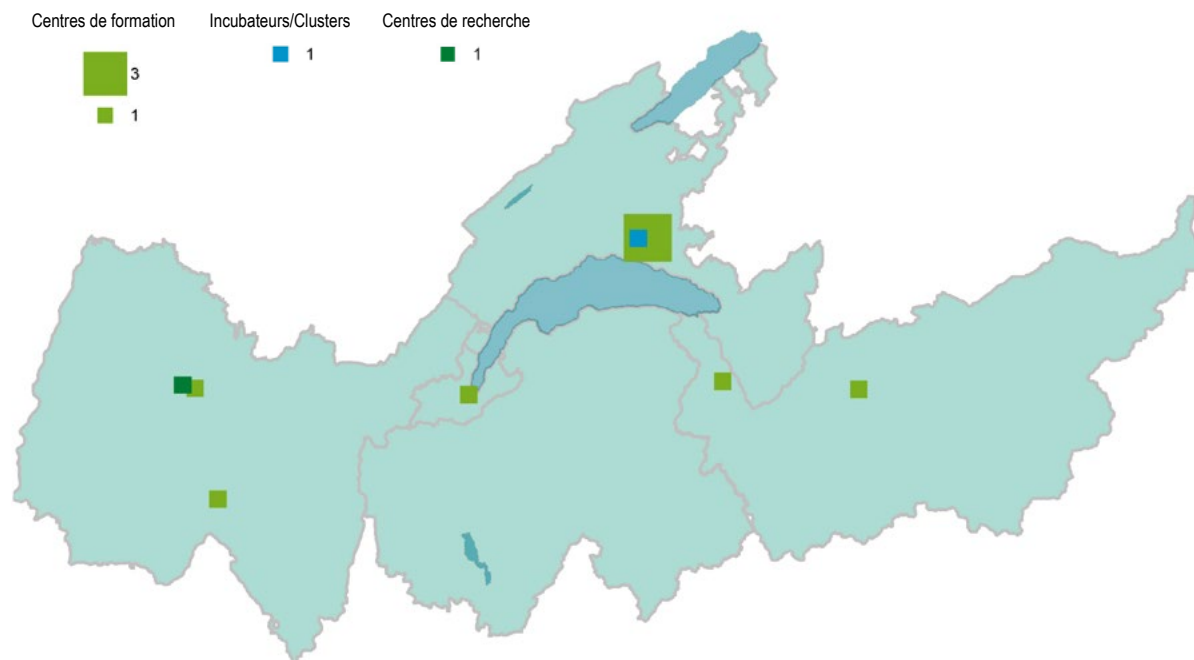 Centres de formation
Incubateurs/Clusters
Centres de recherche
3
1
1
1